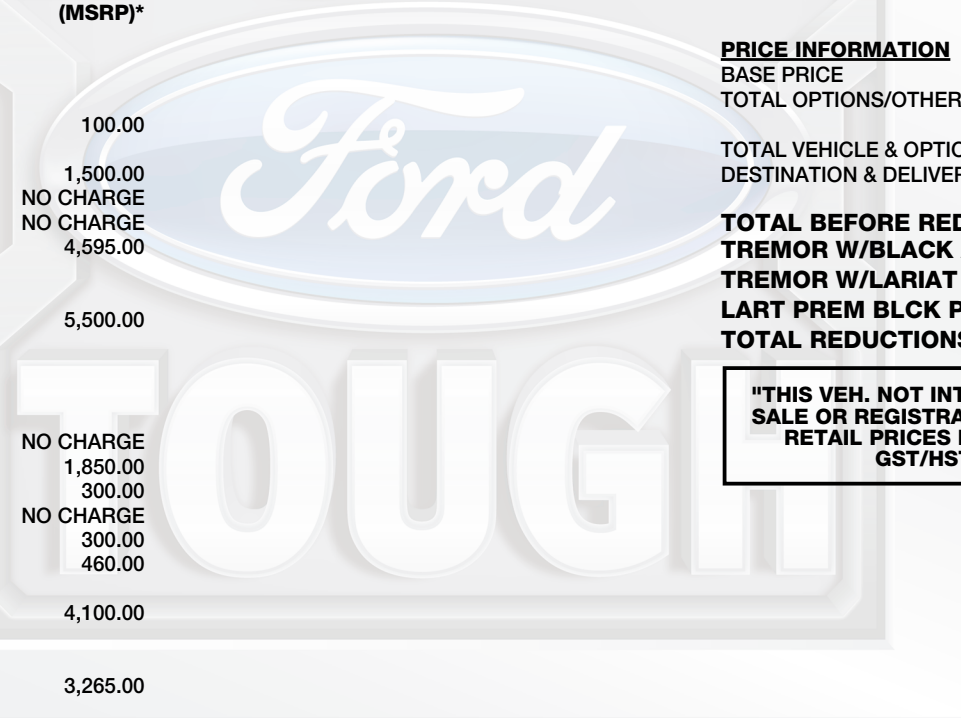 (MSRP)*
100.00
1,500.00
NO CHARGE
NO CHARGE
4,595.00
5,500.00
NO CHARGE
1,850.00
300.00
NO CHARGE
300.00
460.00
4,100.00
3,265.00
Ford
TOUGH
PRICE INFORMATION
BASE PRICE
TOTAL OPTIONS/OTHER
TOTAL VEHICLE & OPTIO
DESTINATION & DELIVER
TOTAL BEFORE RED
TREMOR W/BLACK
TREMOR W/LARIAT
LART PREM BLCK P
TOTAL REDUCTIONS
"THIS VEH. NOT INT
SALE OR REGISTRA
RETAIL PRICES
GST/HST